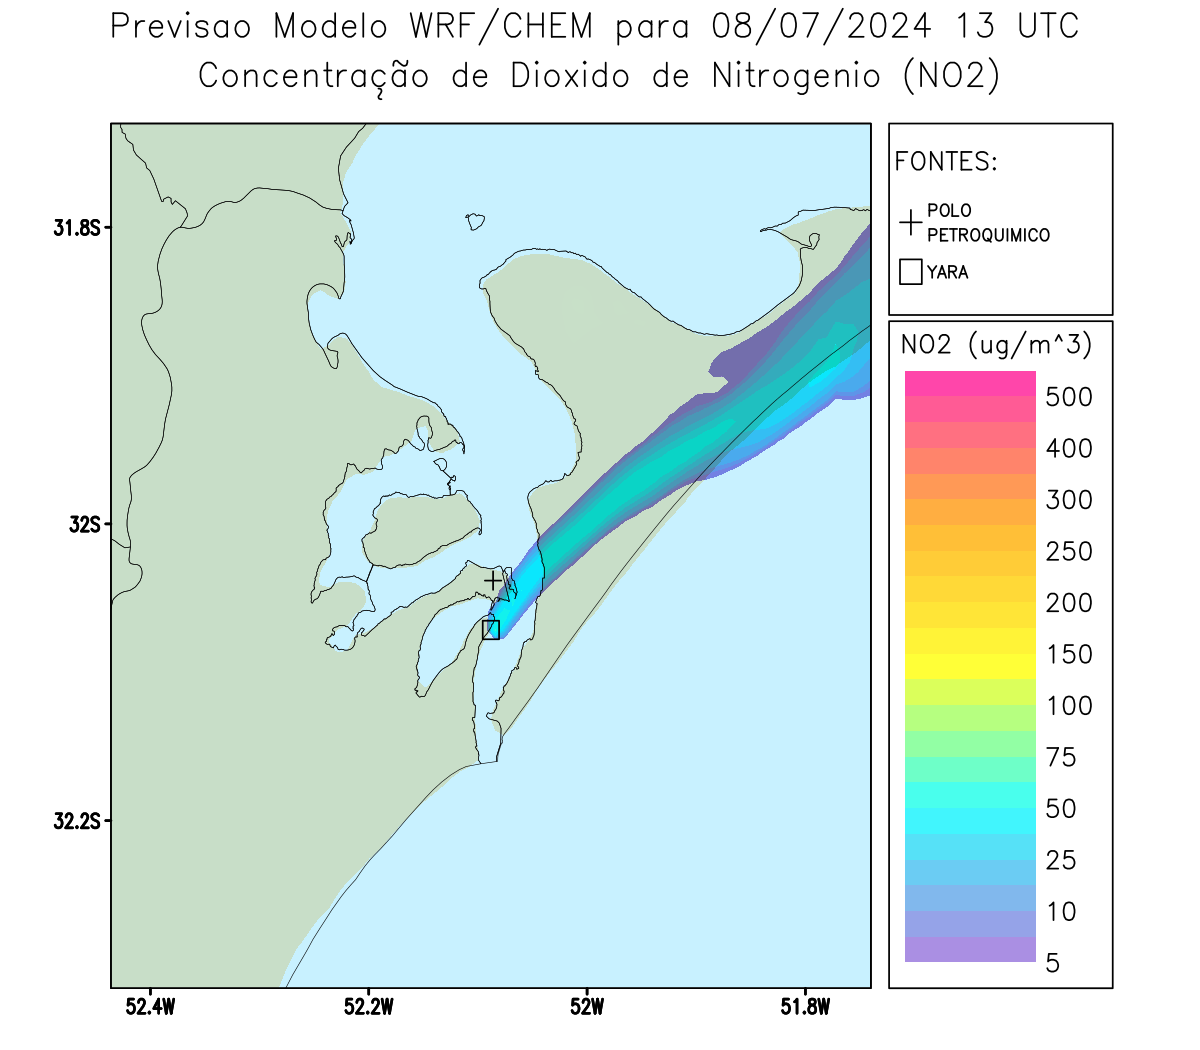 Previsao Modelo WRF/CHEM para 08/07/2024 13 UTC
Concentração de Dioxido de Nitrogenio (NO2)
FONTES:
POLO
PETROQUIMICO
YARA
NO2 (ug/m^3)
500
400
300
250
200
150
100
75
50
25
10
5
31.8S
32S
32.2S
52.4W
52.2W
52W
51.8W